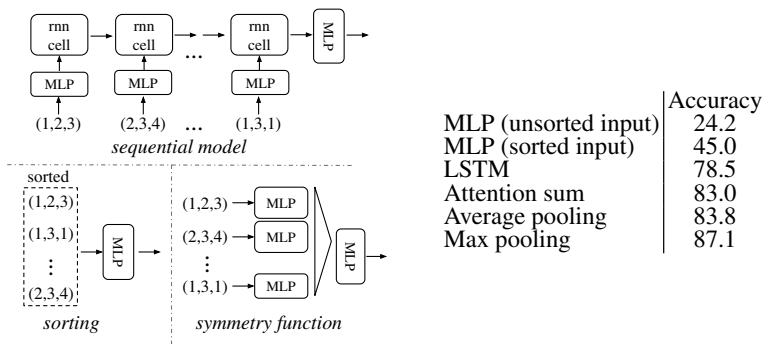 rnn cell
rnn cell
rnn cell
MLP
...
MLP
MLP
MLP
(1,2,3)
(2,3,4)
...
(1,3,1)
sequential model
sorted
(1,2,3)
(1,3,1)
...
(2,3,4)
MLP
sorting
(1,2,3)
MLP
(2,3,4)
MLP
...
(1,3,1)
MLP
MLP
symmetry function
Accuracy
MLP (unsorted input) 24.2
MLP (sorted input) 45.0
LSTM 78.5
Attention sum 83.0
Average pooling 83.8
Max pooling 87.1